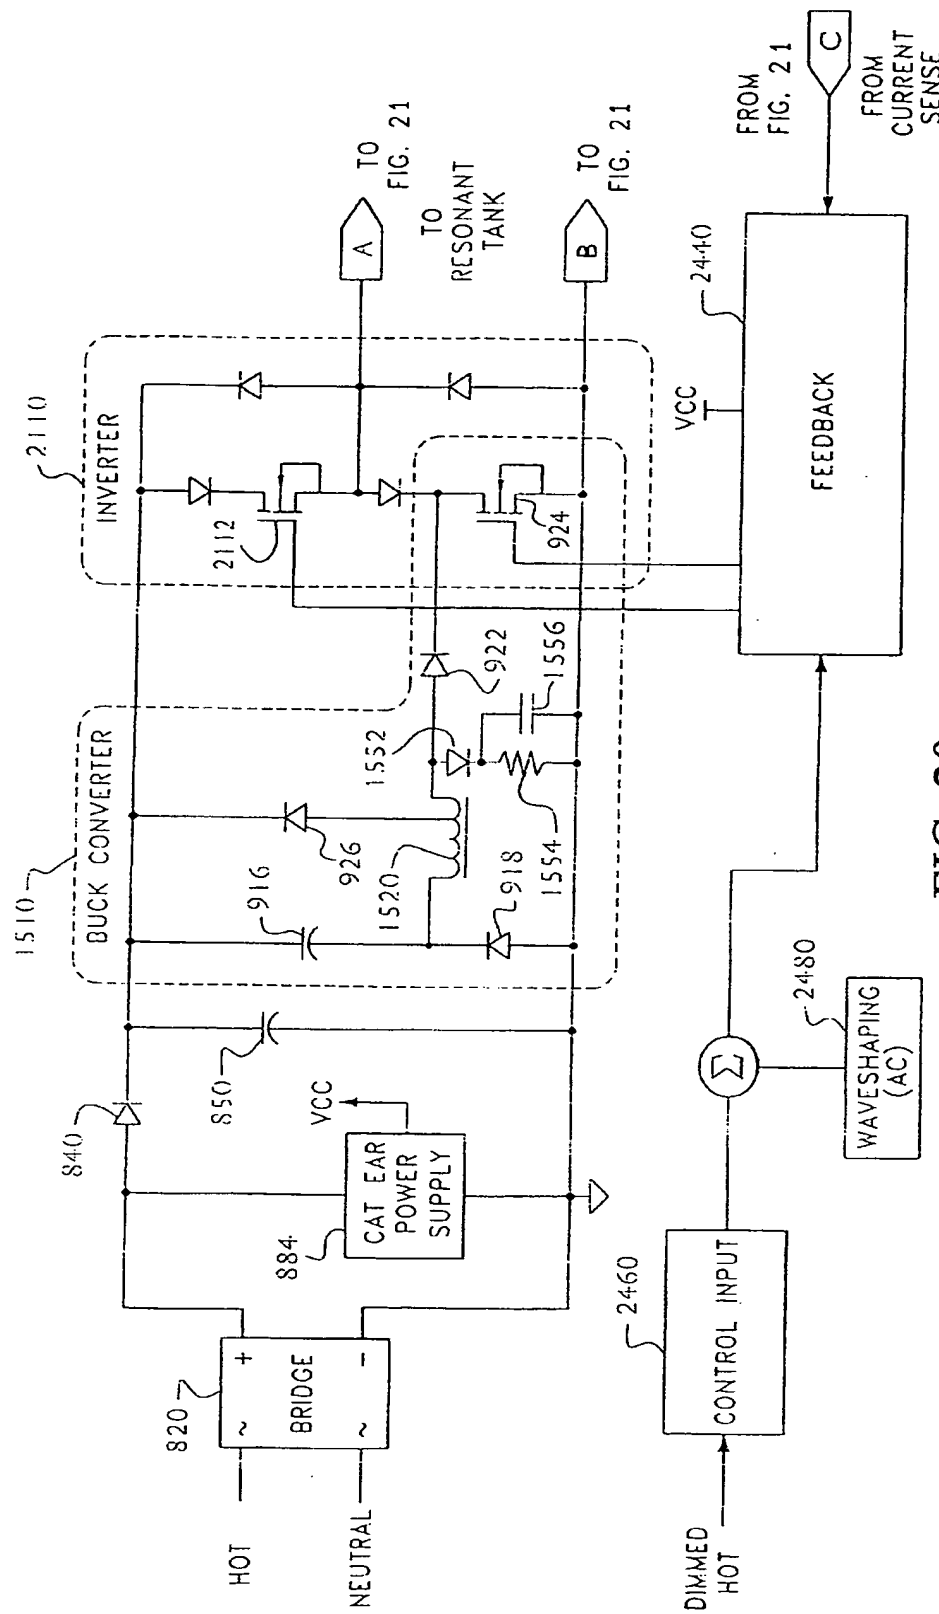 1510
BUCK CONVERTER
2110
INVERTER
HOT
NEUTRAL
820
~
+
BRIDGE
~
−
840
884
CAT EAR
POWER
SUPPLY
VCC
850
916
926
1520
918
1552
1554
922
1556
2112
924
A
TO
FIG. 21
TO
RESONANT
TANK
B
TO
FIG. 21
DIMMED
HOT
2460
CONTROL INPUT
Σ
2480
WAVESHAPING
(AC)
VCC
2440
FEEDBACK
FROM
FIG. 21
C
FROM
CURRENT
SENSE